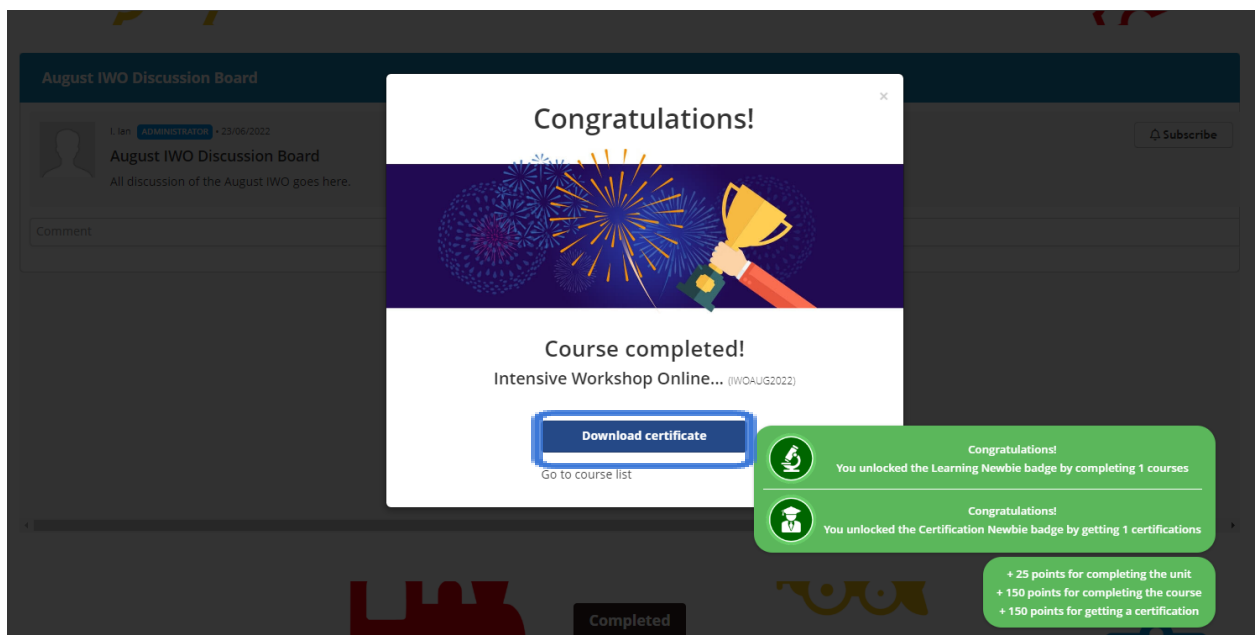 August IWO Discussion Board
I. Ian ADMINISTRATOR • 23/06/2022
August IWO Discussion Board
All discussion of the August IWO goes here.
Subscribe
Comment
×
Congratulations!
Course completed!
Intensive Workshop Online... (IWOAUG2022)
Download certificate
Go to course list
Congratulations!
You unlocked the Learning Newbie badge by completing 1 courses
Congratulations!
You unlocked the Certification Newbie badge by getting 1 certifications
+ 25 points for completing the unit
+ 150 points for completing the course
+ 150 points for getting a certification
Completed